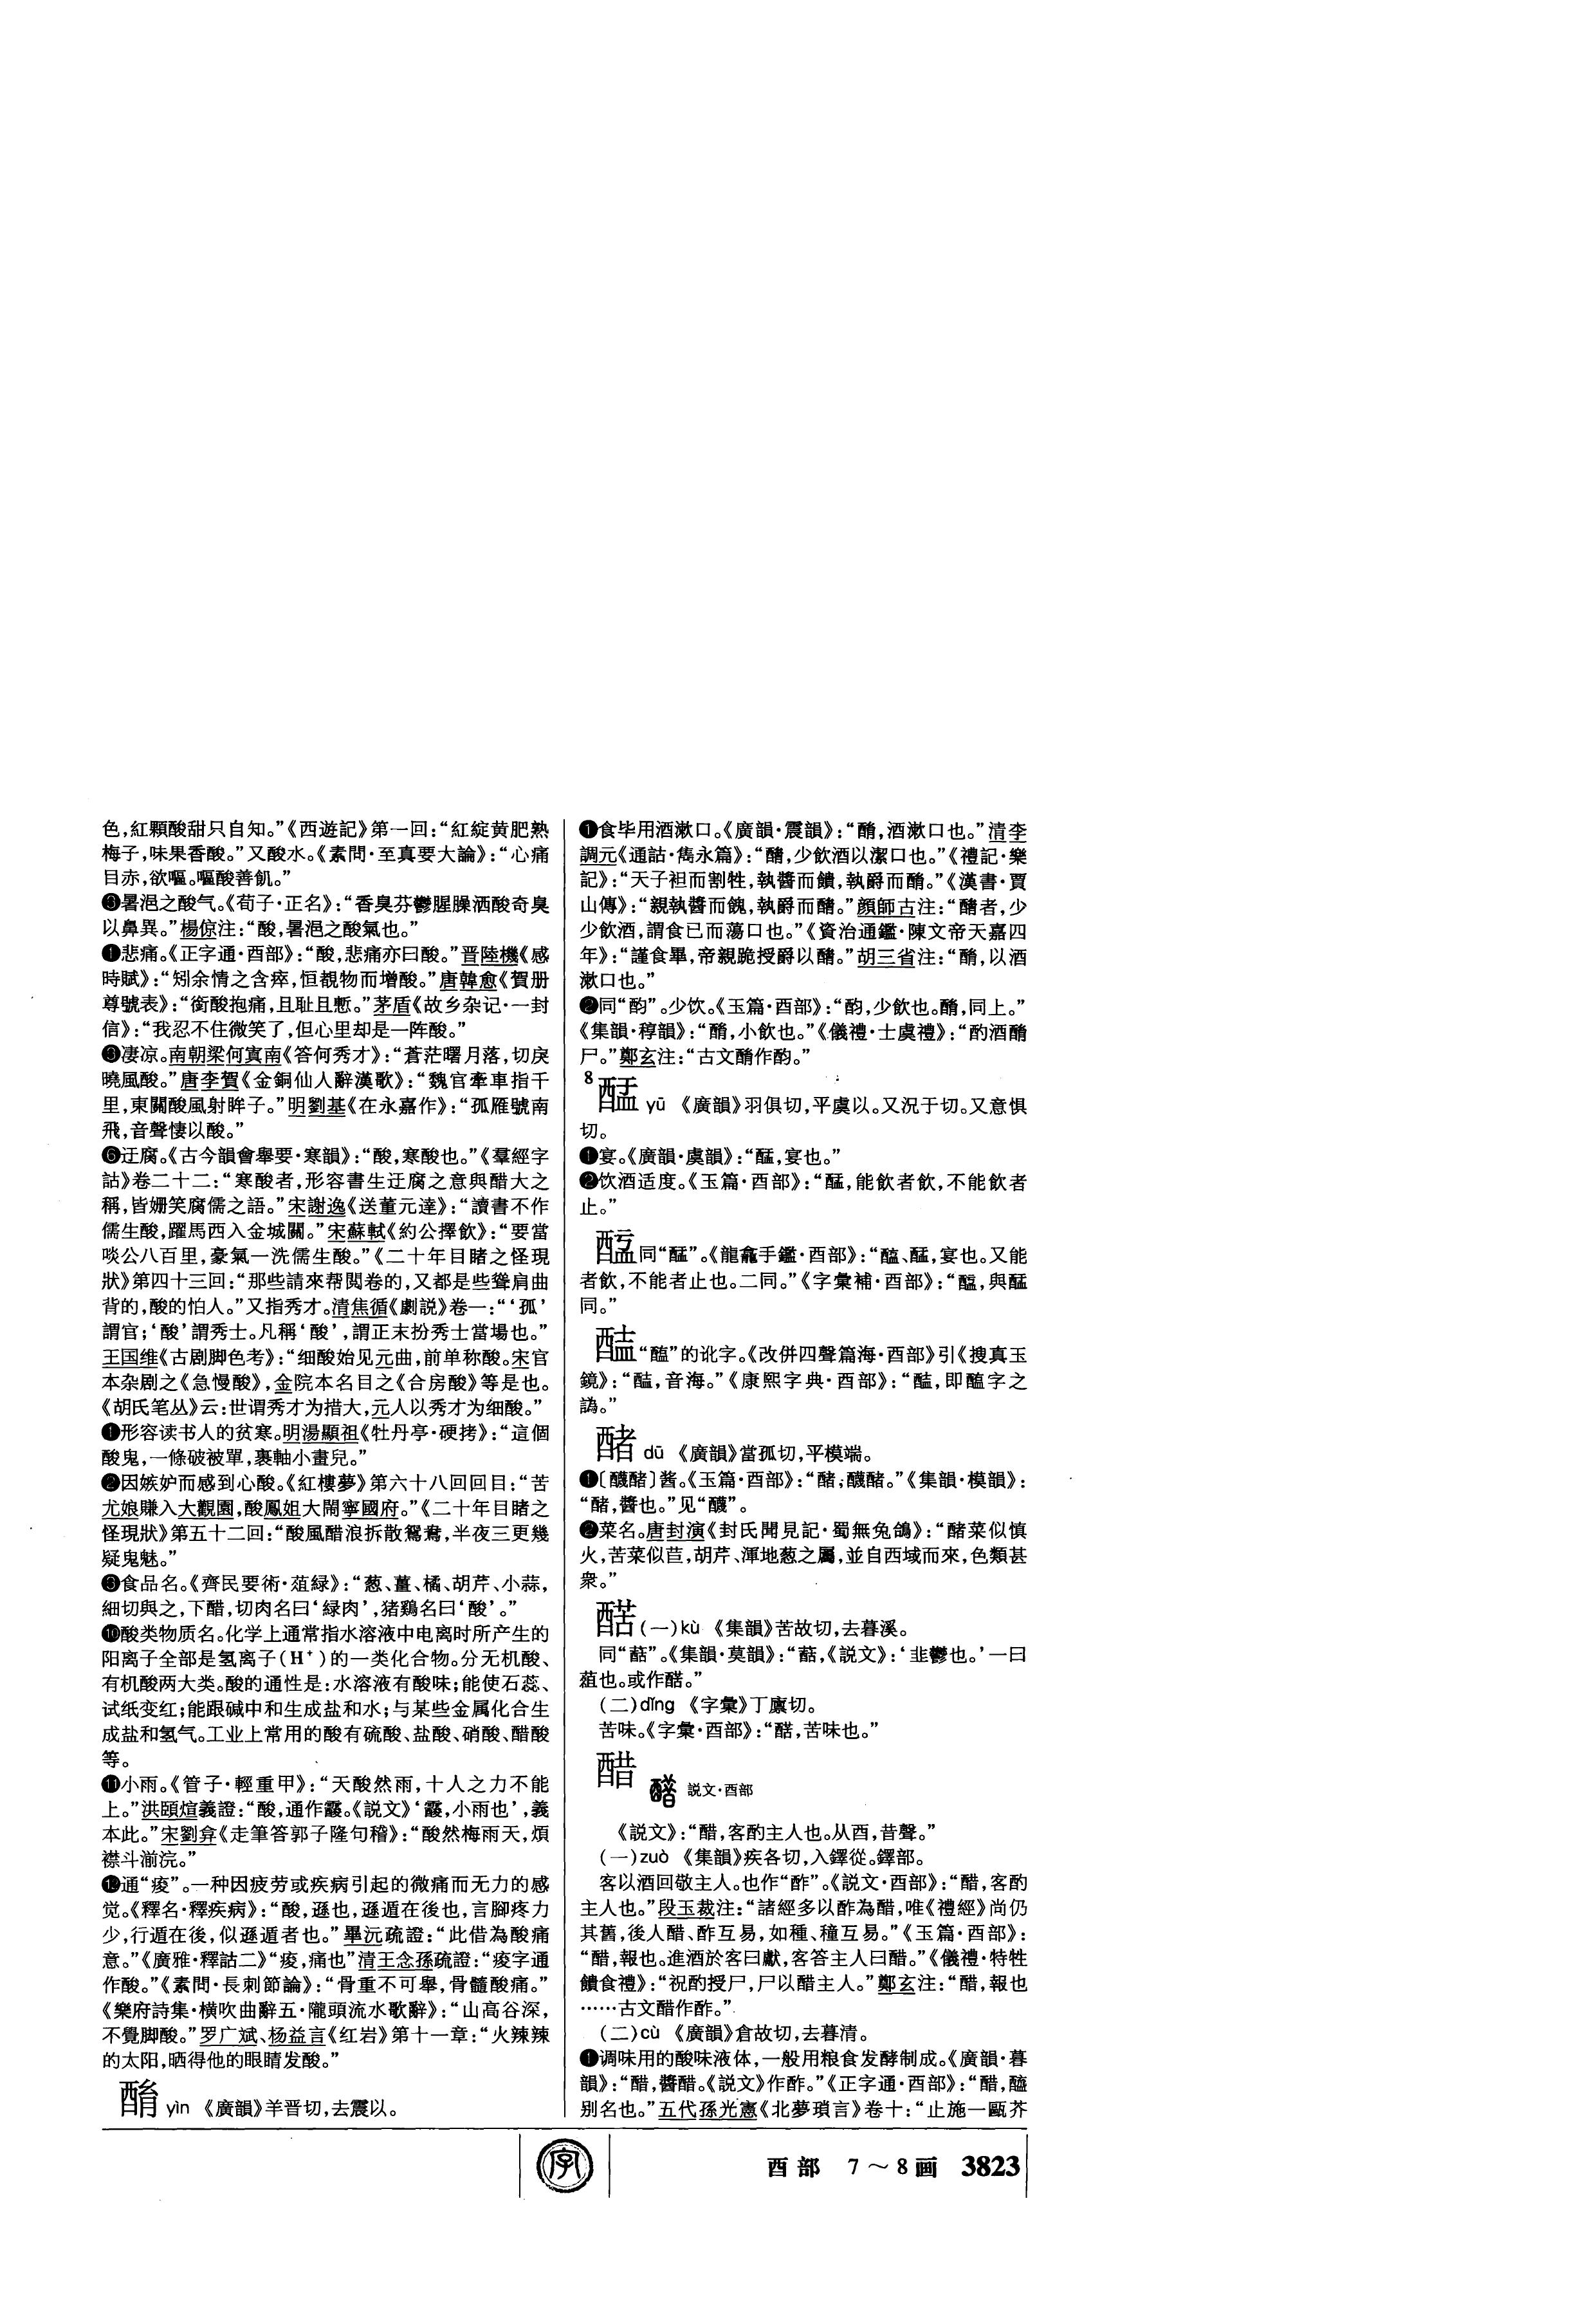 色，紅顆酸甜只自知。”《西遊記》第一回：“紅綻黄肥熟
梅子，味果香酸。”又酸水。《素問·至真要大論》：“心痛
目赤，欲嘔。嘔酸善飢。”
❸暑浥之酸气。《荀子·正名》：“香臭芬鬱腥臊洒酸奇臭
以鼻異。”楊倞注：“酸，暑浥之酸氣也。”
❹悲痛。《正字通·酉部》：“酸，悲痛亦曰酸。”晋陸機《感
時賦》：“矧余情之含瘁，恒覩物而增酸。”唐韓愈《賀册
尊號表》：“銜酸抱痛，且耻且慙。”茅盾《故乡杂记·一封
信》：“我忍不住微笑了，但心里却是一阵酸。”
❺凄凉。南朝梁何寘南《答何秀才》：“蒼茫曙月落，切戾
曉風酸。”唐李賀《金銅仙人辭漢歌》：“魏官牽車指千
里，東關酸風射眸子。”明劉基《在永嘉作》：“孤雁號南
飛，音聲悽以酸。”
❻迂腐。《古今韻會舉要·寒韻》：“酸，寒酸也。”《羣經字
詁》卷二十二：“寒酸者，形容書生迂腐之意與醋大之
稱，皆姗笑腐儒之語。”宋謝逸《送董元達》：“讀書不作
儒生酸，躍馬西入金城關。”宋蘇軾《約公擇飲》：“要當
啖公八百里，豪氣一洗儒生酸。”《二十年目睹之怪現
狀》第四十三回：“那些請來帮閲卷的，又都是些聳肩曲
背的，酸的怕人。”又指秀才。清焦循《劇説》卷一：“‘孤’
謂官；‘酸’謂秀士。凡稱‘酸’，謂正末扮秀士當場也。”
王国维《古剧脚色考》：“细酸始见元曲，前单称酸。宋官
本杂剧之《急慢酸》，金院本名目之《合房酸》等是也。
《胡氏笔丛》云：世谓秀才为措大，元人以秀才为细酸。”
❼形容读书人的贫寒。明湯顯祖《牡丹亭·硬拷》：“這個
酸鬼，一條破被單，裹軸小畫兒。”
❽因嫉妒而感到心酸。《紅樓夢》第六十八回回目：“苦
尤娘賺入大觀園，酸鳳姐大鬧寧國府。”《二十年目睹之
怪現狀》第五十二回：“酸風醋浪拆散鴛鴦，半夜三更幾
疑鬼魅。”
❾食品名。《齊民要術·菹緑》：“葱、薑、橘、胡芹、小蒜，
細切與之，下醋，切肉名曰‘緑肉’，猪鷄名曰‘酸’。”
❿酸类物质名。化学上通常指水溶液中电离时所产生的
阳离子全部是氢离子(H⁺)的一类化合物。分无机酸、
有机酸两大类。酸的通性是：水溶液有酸味；能使石蕊、
试纸变红；能跟碱中和生成盐和水；与某些金属化合生
成盐和氢气。工业上常用的酸有硫酸、盐酸、硝酸、醋酸
等。
⓫小雨。《管子·輕重甲》：“天酸然雨，十人之力不能
上。”洪頤煊義證：“酸，通作霰。《説文》‘霰，小雨也’，義
本此。”宋劉弇《走筆答郭子隆句稽》：“酸然梅雨天，煩
襟斗湔浣。”
⓬通“痠”。一种因疲劳或疾病引起的微痛而无力的感
觉。《釋名·釋疾病》：“酸，遜也，遜遁在後也，言腳疼力
少，行遁在後，似遜遁者也。”畢沅疏證：“此借為酸痛
意。”《廣雅·釋詁二》“痠，痛也”清王念孫疏證：“痠字通
作酸。”《素問·長刺節論》：“骨重不可舉，骨髓酸痛。”
《樂府詩集·横吹曲辭五·隴頭流水歌辭》：“山高谷深，
不覺脚酸。”罗广斌、杨益言《红岩》第十一章：“火辣辣
的太阳，晒得他的眼睛发酸。”
酳 yìn 《廣韻》羊晋切，去震以。
❶食毕用酒漱口。《廣韻·震韻》：“酳，酒漱口也。”清李
調元《通詁·雋永篇》：“酳，少飲酒以潔口也。”《禮記·樂
記》：“天子袒而割牲，執醬而饋，執爵而酳。”《漢書·賈
山傳》：“親執醬而餽，執爵而酳。”顔師古注：“酳者，少
少飲酒，謂食已而蕩口也。”《資治通鑑·陳文帝天嘉四
年》：“謹食畢，帝親跪授爵以酳。”胡三省注：“酳，以酒
漱口也。”
❷同“酌”。少饮。《玉篇·酉部》：“酌，少飲也。酳，同上。”
《集韻·稕韻》：“酳，小飲也。”《儀禮·士虞禮》：“酌酒酳
尸。”鄭玄注：“古文酳作酌。”
8
yū 《廣韻》羽俱切，平虞以。又況于切。又意惧
切。
❶宴。《廣韻·虞韻》：“，宴也。”
❷饮酒适度。《玉篇·酉部》：“，能飲者飲，不能飲者
止。”
同“”。《龍龕手鑑·酉部》：“、，宴也。又能
者飲，不能者止也。二同。”《字彙補·酉部》：“，與
同。”
“”的讹字。《改併四聲篇海·酉部》引《搜真玉
鏡》：“，音海。”《康熙字典·酉部》：“，即醢字之
譌。”
醏 dū 《廣韻》當孤切，平模端。
❶〔醏〕酱。《玉篇·酉部》：“醏，醏。”《集韻·模韻》：
“醏，醬也。”见“”。
❷菜名。唐封演《封氏聞見記·蜀無兔鴿》：“醏菜似慎
火，苦菜似苣，胡芹、渾地葱之屬，並自西域而來，色類甚
衆。”
(一)kù 《集韻》苦故切，去暮溪。
同“”。《集韻·莫韻》：“，《説文》：‘韭鬱也。’一曰
菹也。或作。”
(二)dǐng 《字彙》丁廪切。
苦味。《字彙·酉部》：“，苦味也。”
醋 醋 説文·酉部
《説文》：“醋，客酌主人也。从酉，昔聲。”
(一)zuò 《集韻》疾各切，入鐸從。鐸部。
客以酒回敬主人。也作“酢”。《説文·酉部》：“醋，客酌
主人也。”段玉裁注：“諸經多以酢為醋，唯《禮經》尚仍
其舊，後人醋、酢互易，如種、穜互易。”《玉篇·酉部》：
“醋，報也。進酒於客曰獻，客答主人曰醋。”《儀禮·特牲
饋食禮》：“祝酌授尸，尸以醋主人。”鄭玄注：“醋，報也
……古文醋作酢。”
(二)cù 《廣韻》倉故切，去暮清。
❶调味用的酸味液体，一般用粮食发酵制成。《廣韻·暮
韻》：“醋，醬醋。《説文》作酢。”《正字通·酉部》：“醋，醯
别名也。”五代孫光憲《北夢瑣言》卷十：“止施一甌芥
字
酉部 7～8画 3823